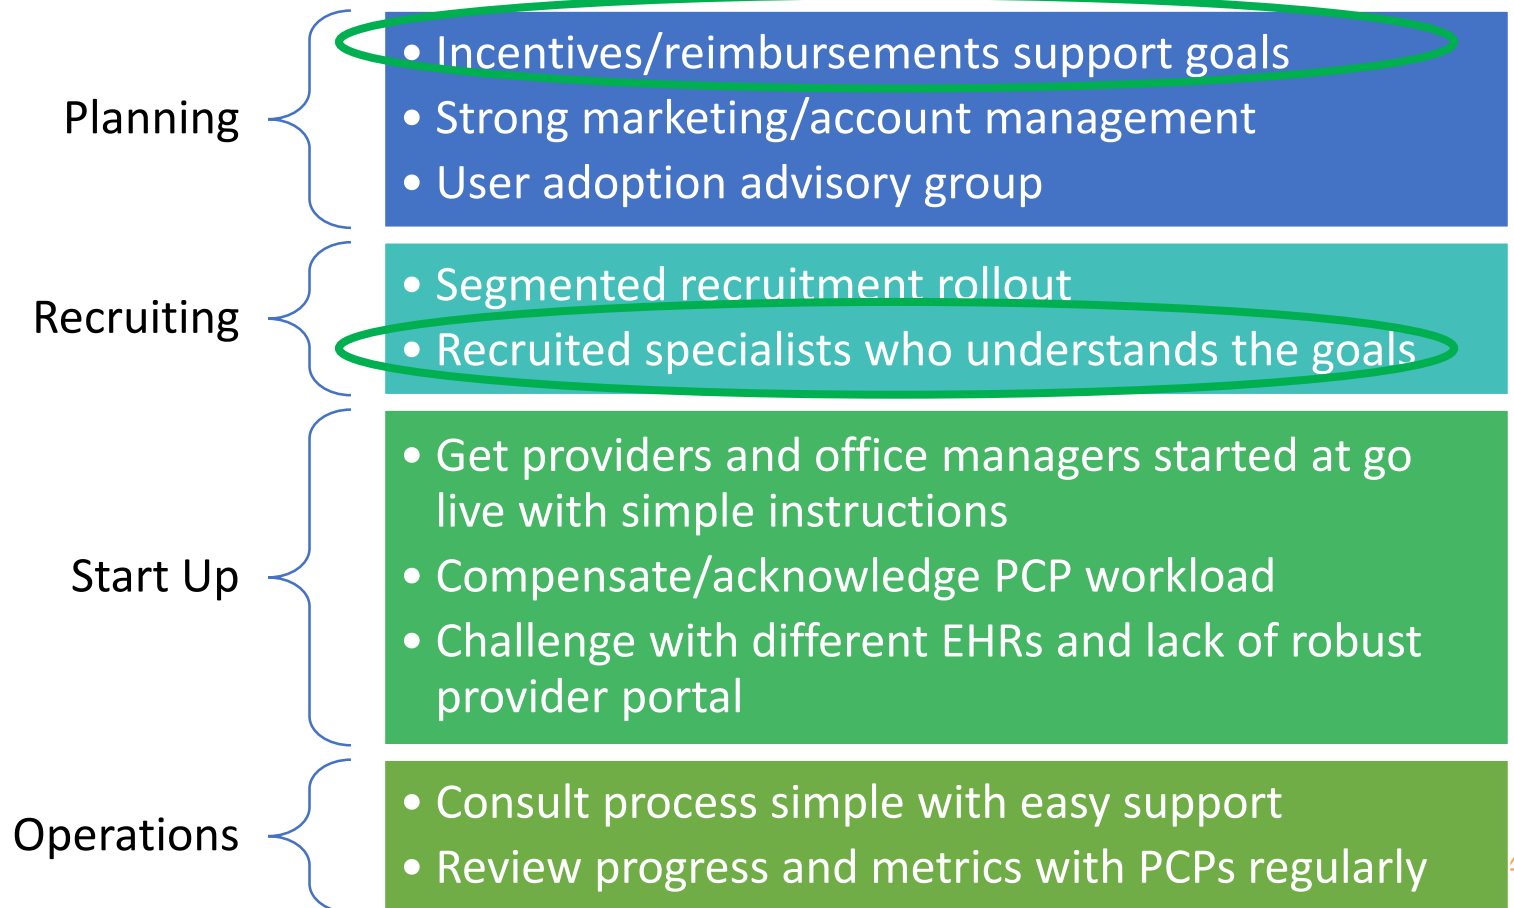 Planning
• Incentives/reimbursements support goals
• Strong marketing/account management
• User adoption advisory group
Recruiting
• Segmented recruitment rollout
• Recruited specialists who understands the goals
Start Up
• Get providers and office managers started at go
live with simple instructions
• Compensate/acknowledge PCP workload
• Challenge with different EHRs and lack of robust
provider portal
Operations
• Consult process simple with easy support
• Review progress and metrics with PCPs regularly